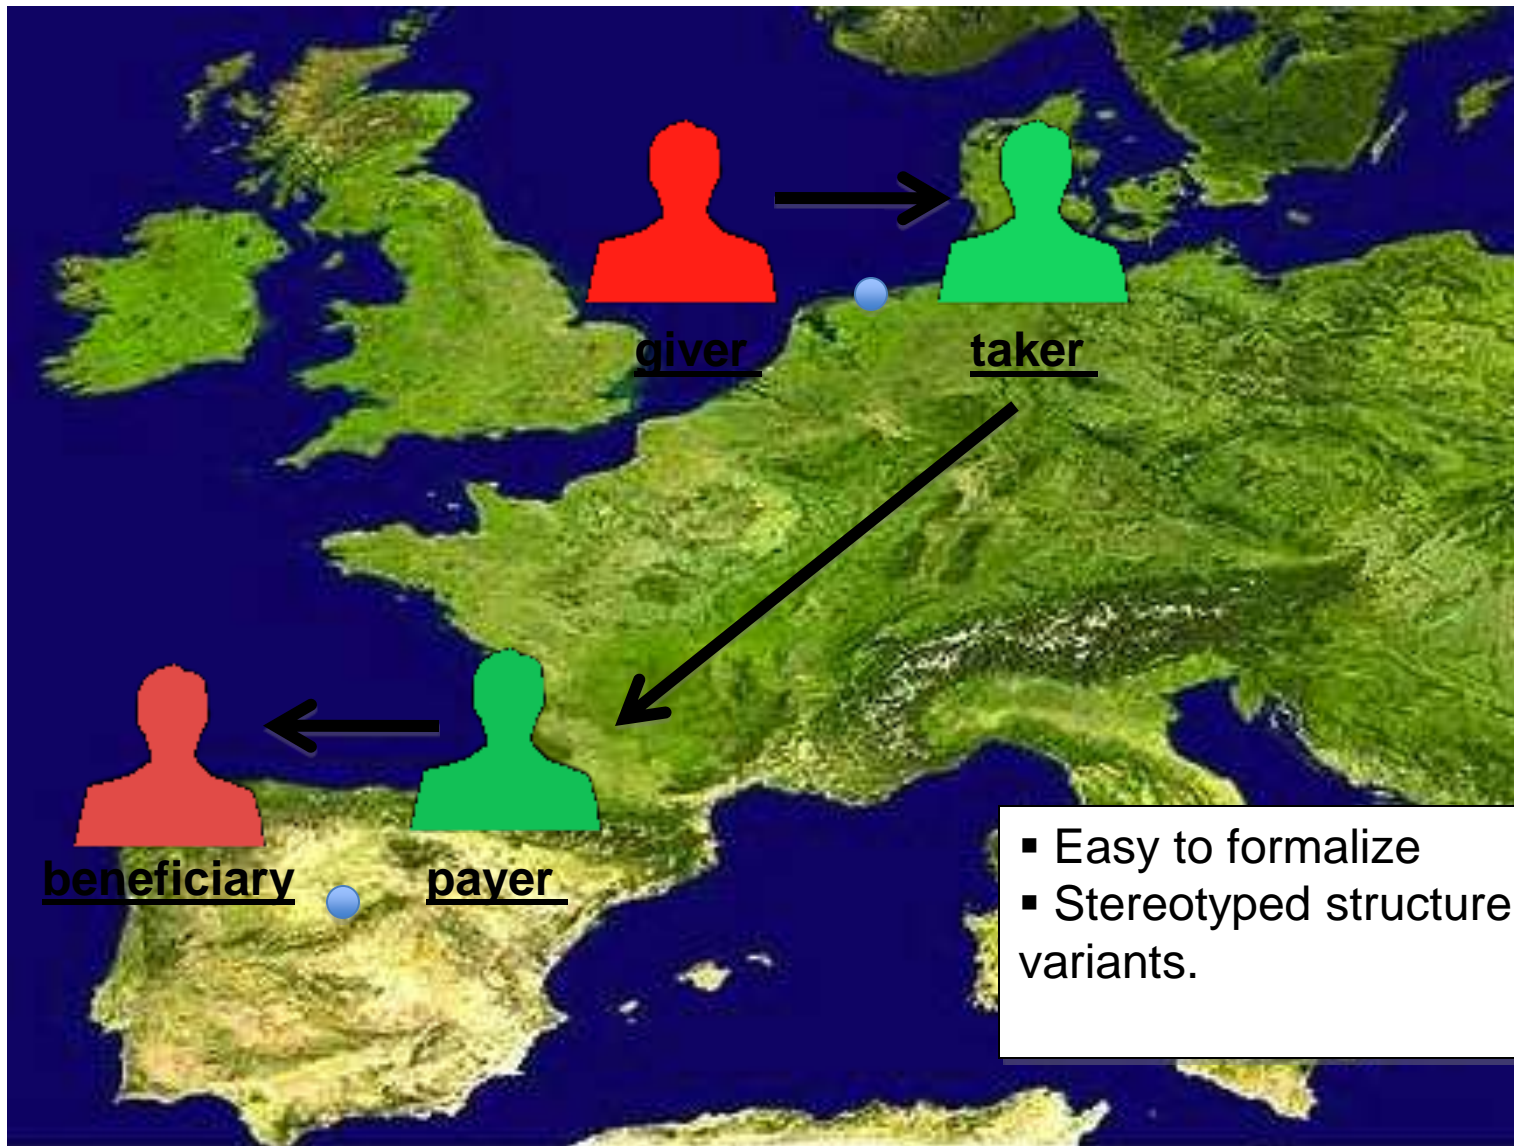 giver
taker
beneficiary
payer
▪ Easy to formalize
▪ Stereotyped structure
variants.